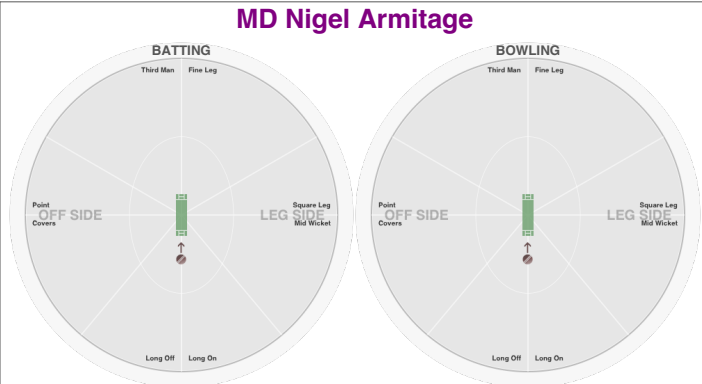 MD Nigel Armitage
BATTING
Third Man
Fine Leg
Point
OFF SIDE
Covers
Square Leg
LEG SIDE
Mid Wicket
Long Off
Long On
BOWLING
Third Man
Fine Leg
Point
OFF SIDE
Covers
Square Leg
LEG SIDE
Mid Wicket
Long Off
Long On